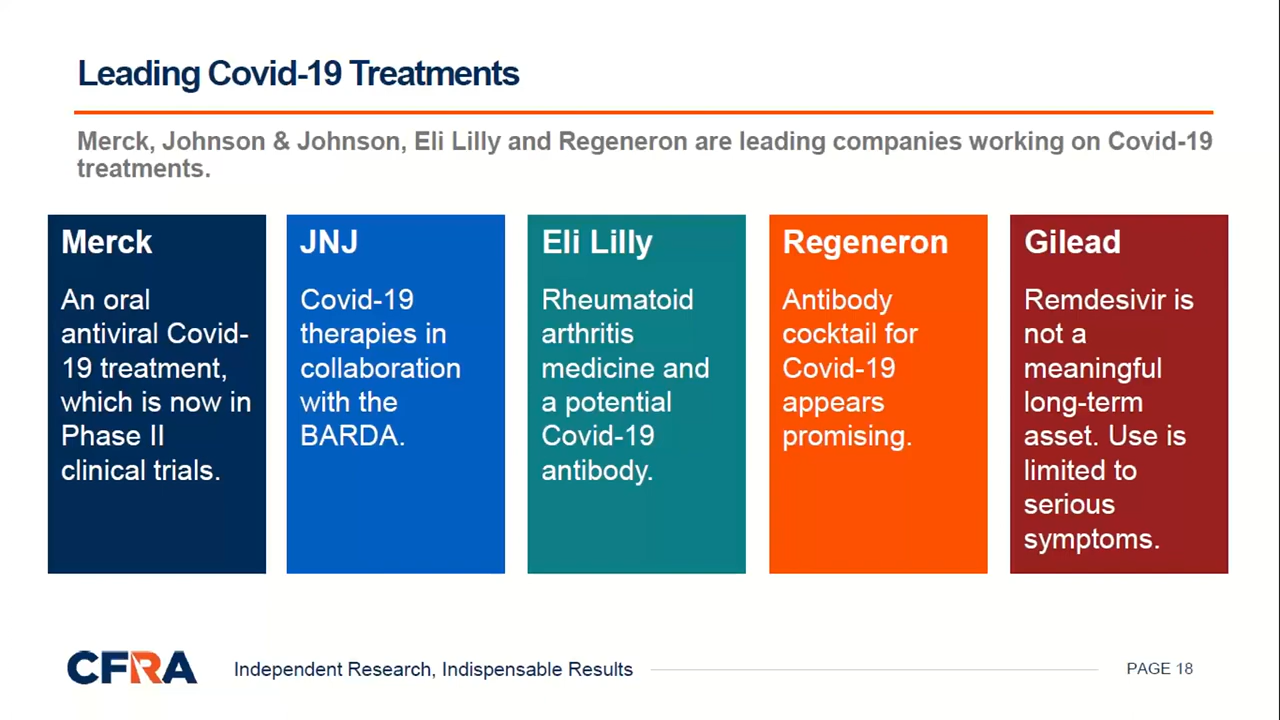 Leading Covid-19 Treatments
Merck, Johnson & Johnson, Eli Lilly and Regeneron are leading companies working on Covid-19
treatments.
Merck
An oral
antiviral Covid-
19 treatment,
which is now in
Phase II
clinical trials.
JNJ
Covid-19
therapies in
collaboration
with the
BARDA.
Eli Lilly
Rheumatoid
arthritis
medicine and
a potential
Covid-19
antibody.
Regeneron
Antibody
cocktail for
Covid-19
appears
promising.
Gilead
Remdesivir is
not a
meaningful
long-term
asset. Use is
limited to
serious
symptoms.
CFRA
Independent Research, Indispensable Results
PAGE 18